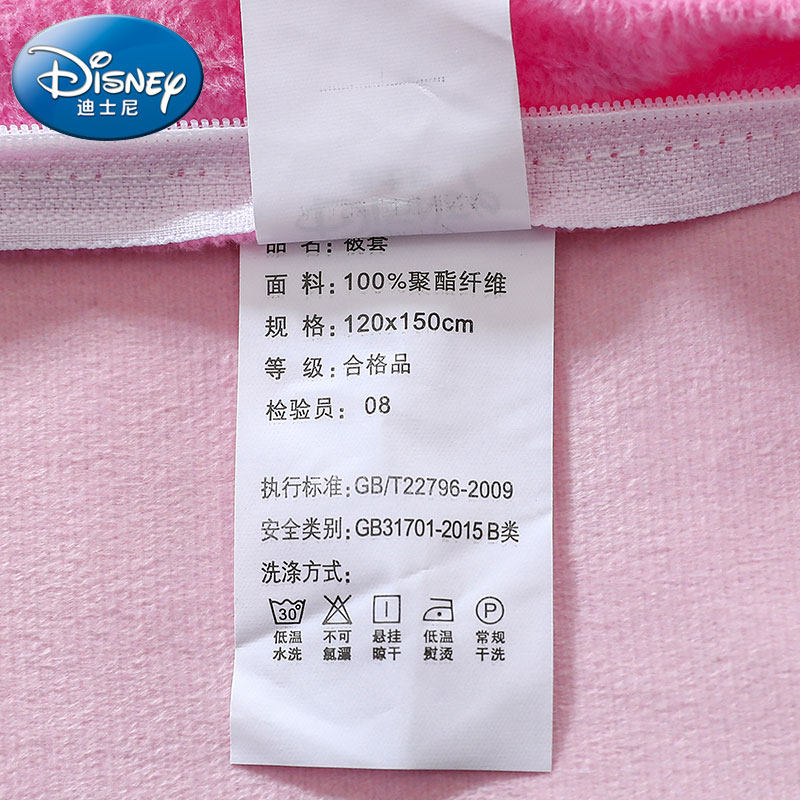 DISNEY
迪士尼
品 名: 被套
面 料: 100%聚酯纤维
规 格: 120x150cm
等 级: 合格品
检验员: 08
执行标准: GB/T22796-2009
安全类别: GB31701-2015 B类
洗涤方式:
30° P
低温 不可 悬挂 低温 常规
水洗 氯漂 晾干 熨烫 干洗